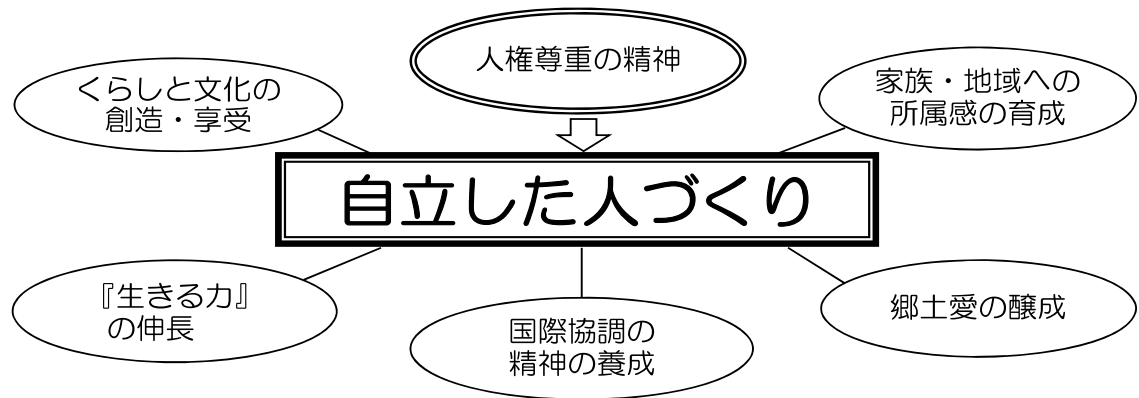 人権尊重の精神
くらしと文化の
創造・享受
家族・地域への
所属感の育成
自立した人づくり
『生きる力』
の伸長
国際協調の
精神の養成
郷土愛の醸成